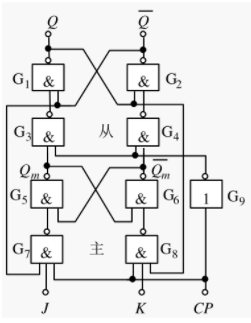 Q Q̅
G₁ & & G₂
G₃ & 从 & G₄
Qₘ Q̅ₘ
G₅ & & G₆ 1 G₉
G₇ & 主 & G₈
J K CP